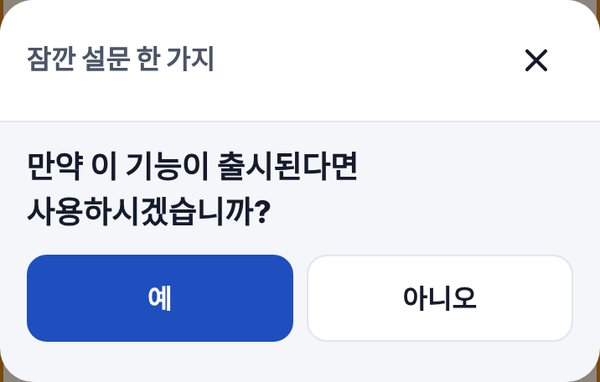 잠깐 설문 한 가지
만약 이 기능이 출시된다면
사용하시겠습니까?
예
아니오